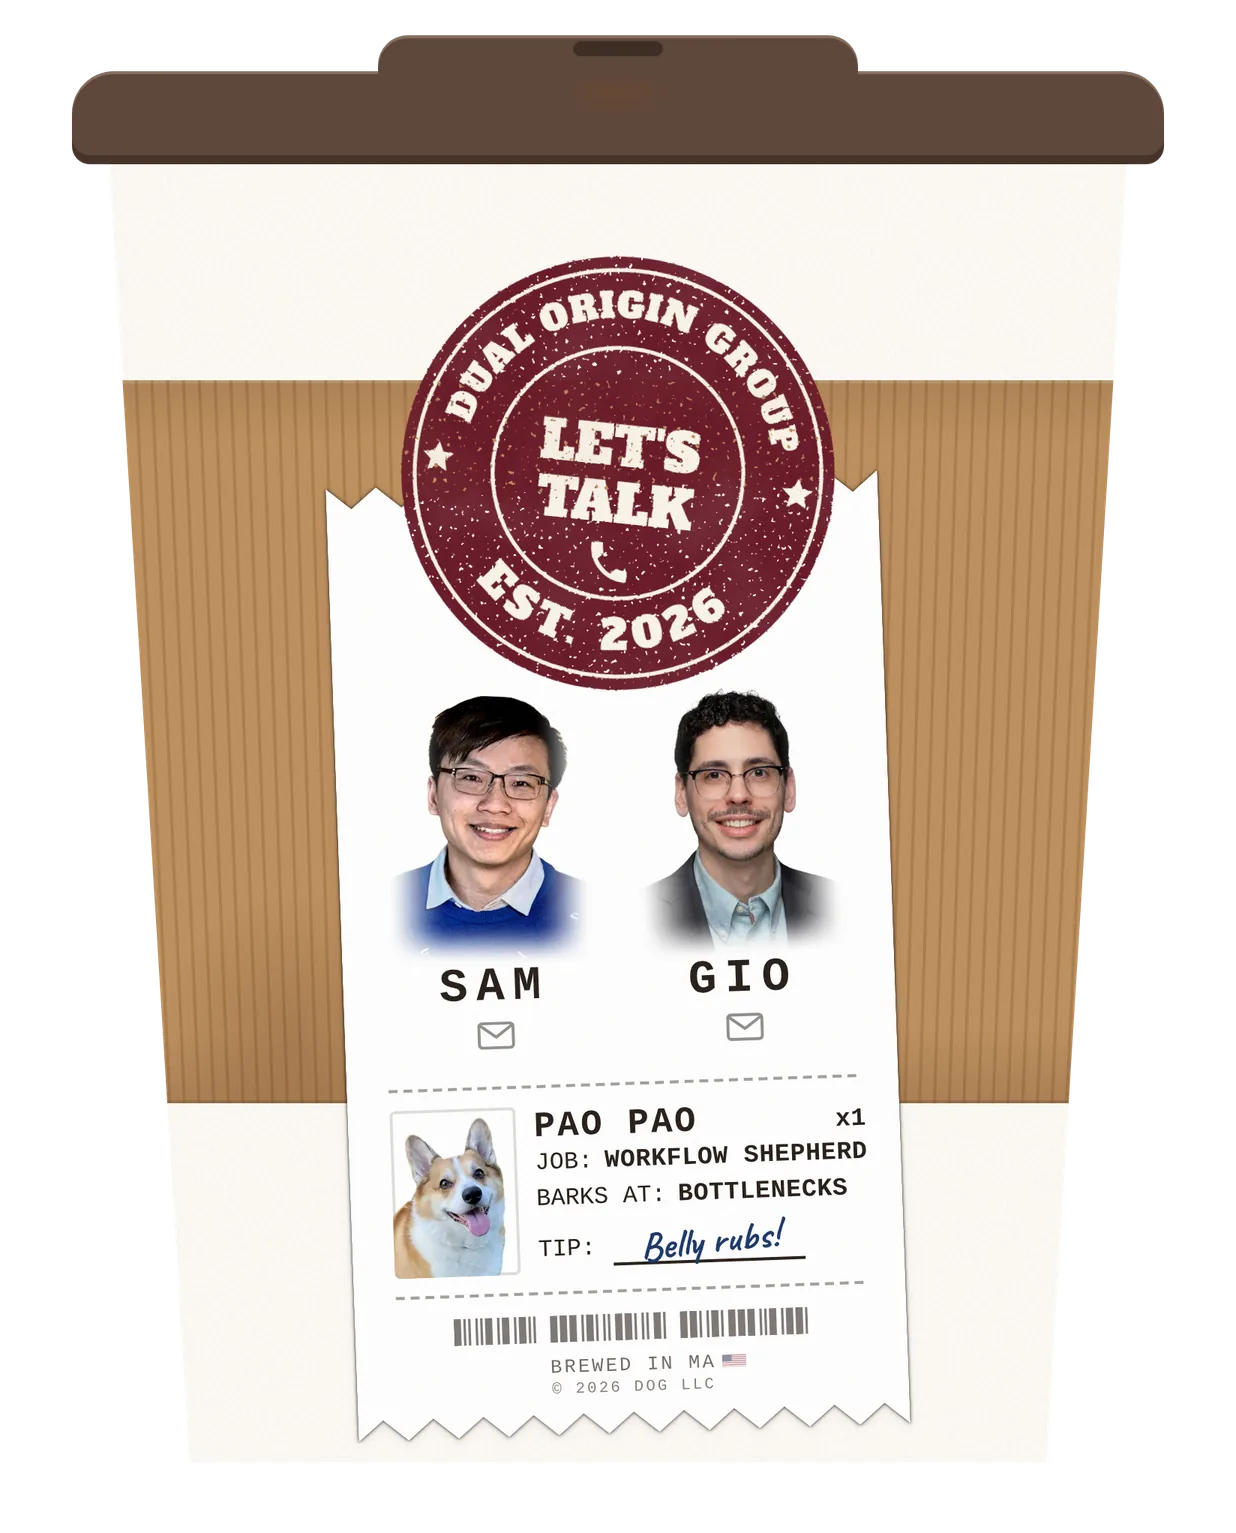 DUAL ORIGIN GROUP
LET'S
TALK
EST. 2026
SAM
GIO
PAO PAO x1
JOB: WORKFLOW SHEPHERD
BARKS AT: BOTTLENECKS
TIP: Belly rubs!
BREWED IN MA
© 2026 DOG LLC